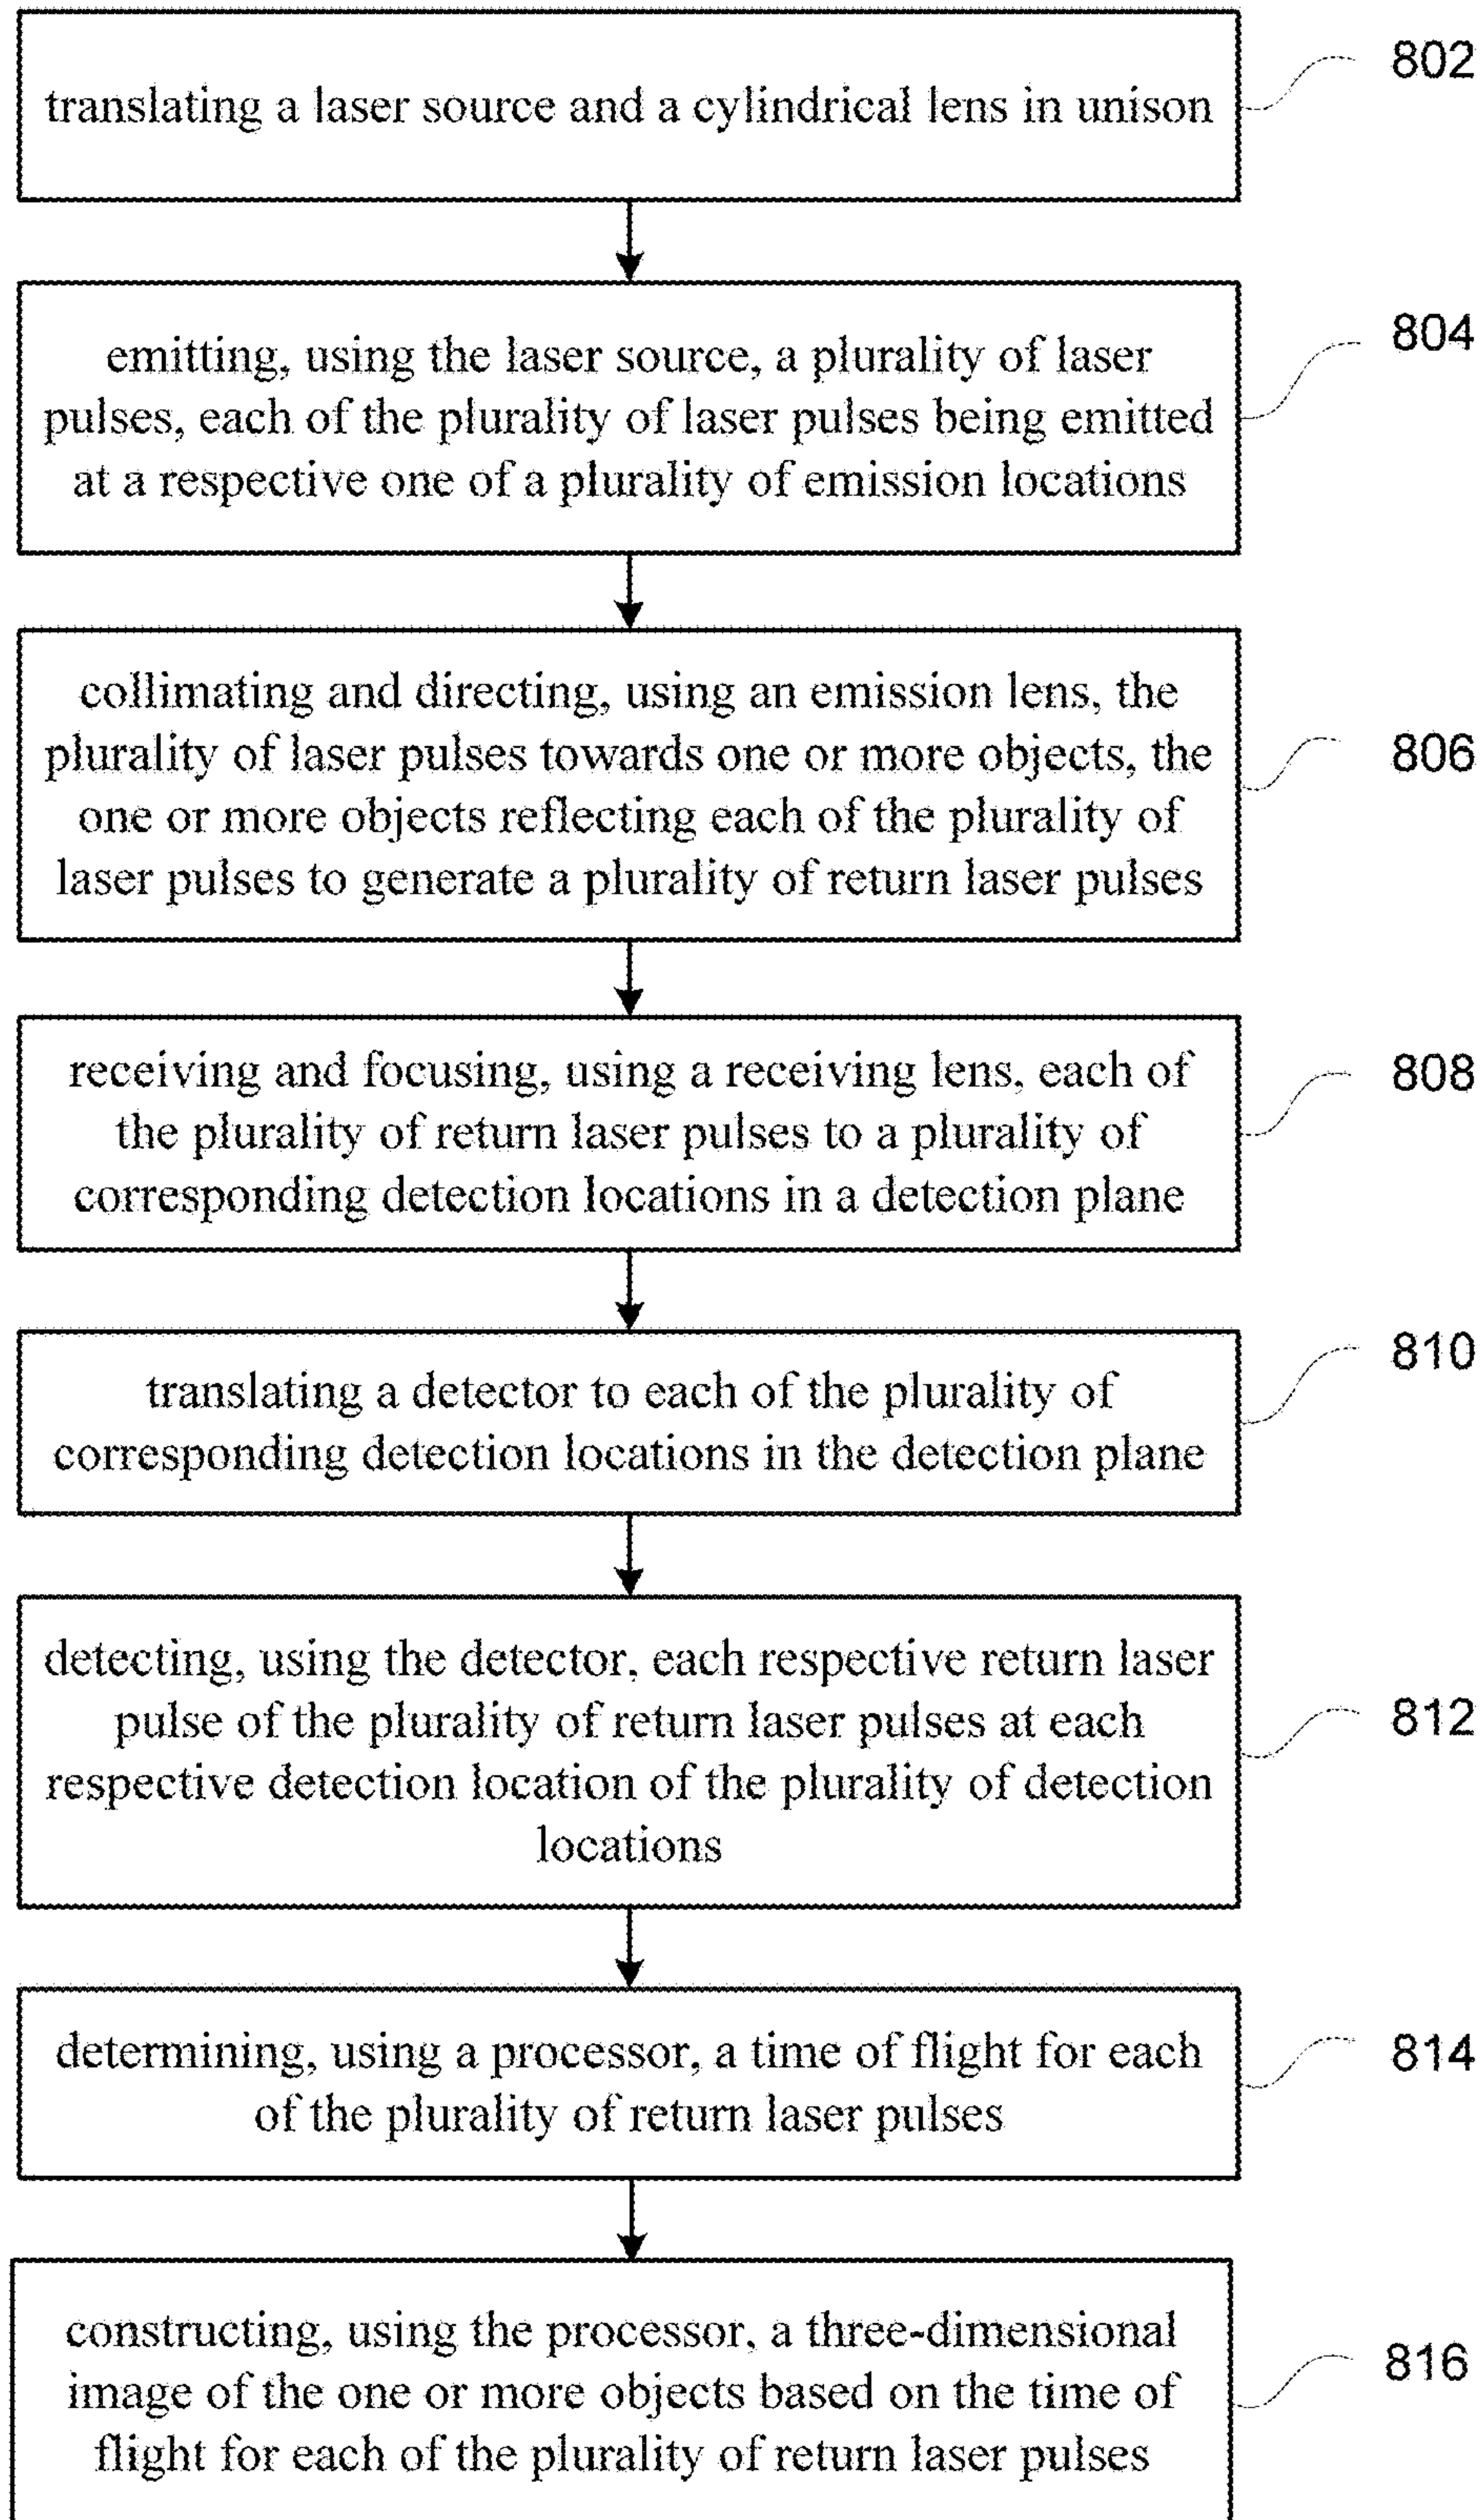 translating a laser source and a cylindrical lens in unison
802
emitting, using the laser source, a plurality of laser
pulses, each of the plurality of laser pulses being emitted
at a respective one of a plurality of emission locations
804
collimating and directing, using an emission lens, the
plurality of laser pulses towards one or more objects, the
one or more objects reflecting each of the plurality of
laser pulses to generate a plurality of return laser pulses
806
receiving and focusing, using a receiving lens, each of
the plurality of return laser pulses to a plurality of
corresponding detection locations in a detection plane
808
translating a detector to each of the plurality of
corresponding detection locations in the detection plane
810
detecting, using the detector, each respective return laser
pulse of the plurality of return laser pulses at each
respective detection location of the plurality of detection
locations
812
determining, using a processor, a time of flight for each
of the plurality of return laser pulses
814
constructing, using the processor, a three-dimensional
image of the one or more objects based on the time of
flight for each of the plurality of return laser pulses
816